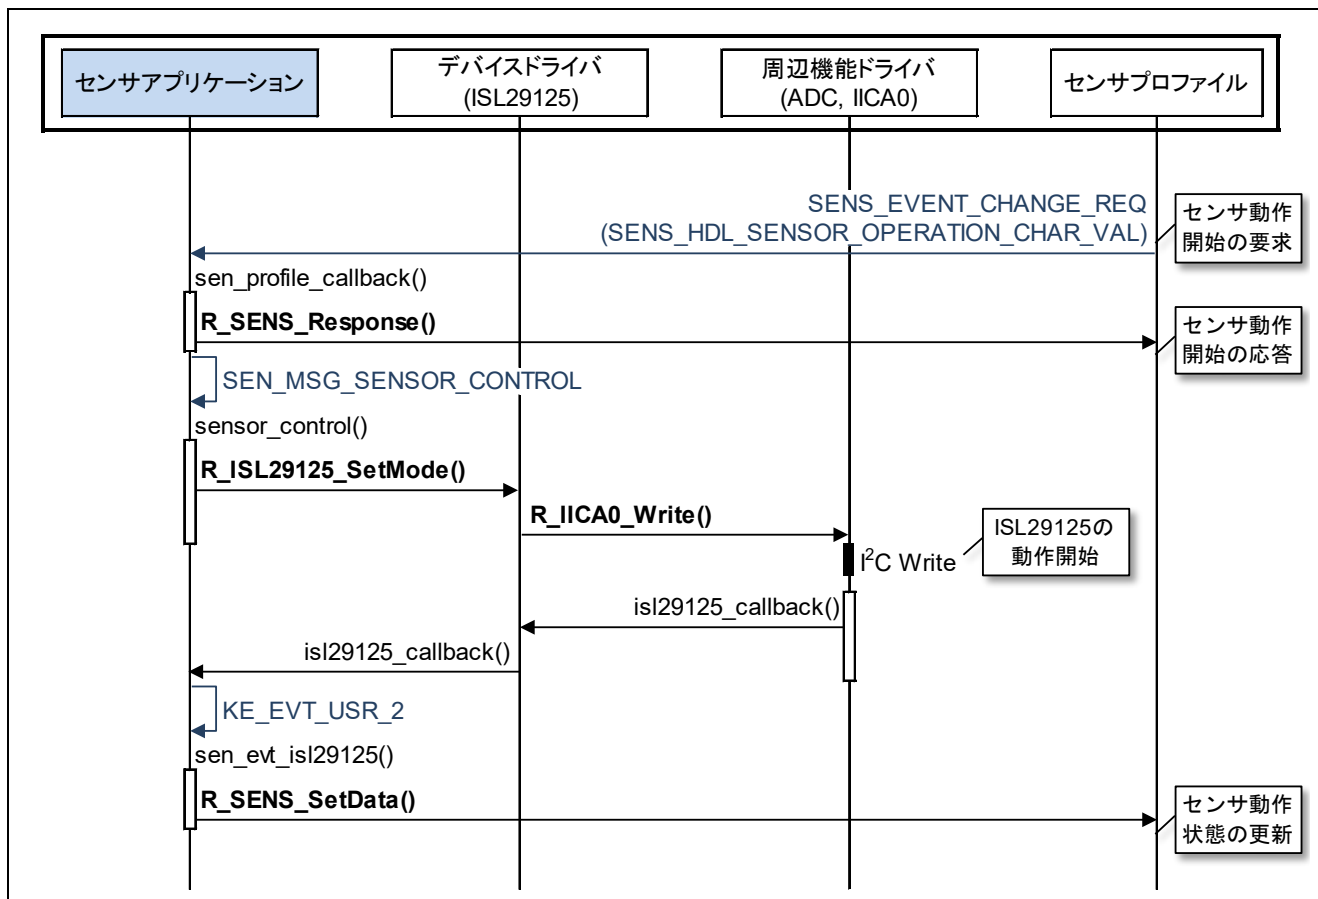 センサアプリケーション
デバイスドライバ
(ISL29125)
周辺機能ドライバ
(ADC, IICA0)
センサプロファイル
SENS_EVENT_CHANGE_REQ
(SENS_HDL_SENSOR_OPERATION_CHAR_VAL)
センサ動作
開始の要求
sen_profile_callback()
R_SENS_Response()
センサ動作
開始の応答
SEN_MSG_SENSOR_CONTROL
sensor_control()
R_ISL29125_SetMode()
R_IICA0_Write()
I²C Write
ISL29125の
動作開始
isl29125_callback()
isl29125_callback()
KE_EVT_USR_2
sen_evt_isl29125()
R_SENS_SetData()
センサ動作
状態の更新